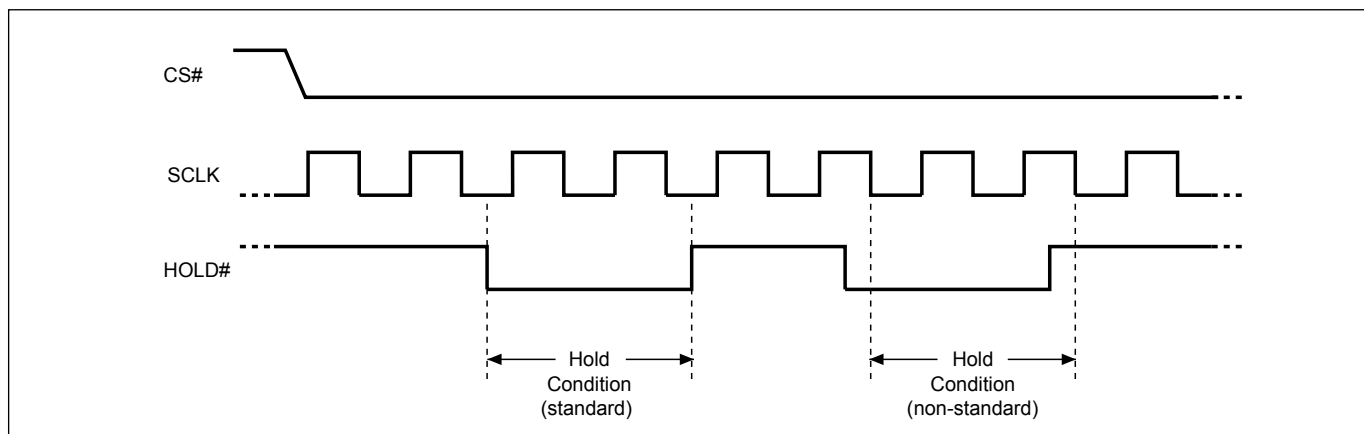 CS#
SCLK
HOLD#
Hold
Condition
(standard)
Hold
Condition
(non-standard)